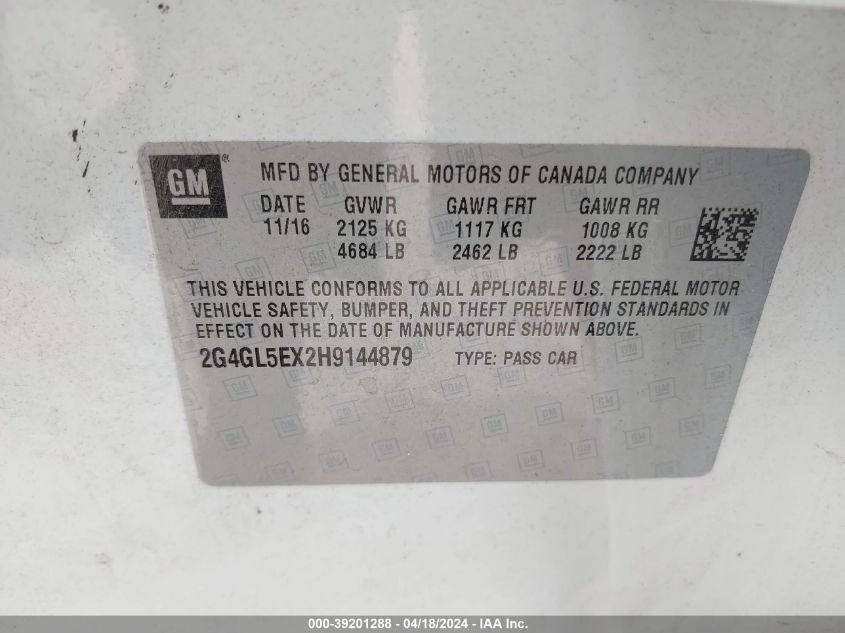 GM ® MFD BY GENERAL MOTORS OF CANADA COMPANY
DATE GVWR GAWR FRT GAWR RR
11/16 2125 KG 1117 KG 1008 KG
4684 LB 2462 LB 2222 LB
THIS VEHICLE CONFORMS TO ALL APPLICABLE U.S. FEDERAL MOTOR
VEHICLE SAFETY, BUMPER, AND THEFT PREVENTION STANDARDS IN
EFFECT ON THE DATE OF MANUFACTURE SHOWN ABOVE.
2G4GL5EX2H9144879 TYPE: PASS CAR
000-39201288 - 04/18/2024 - IAA Inc.